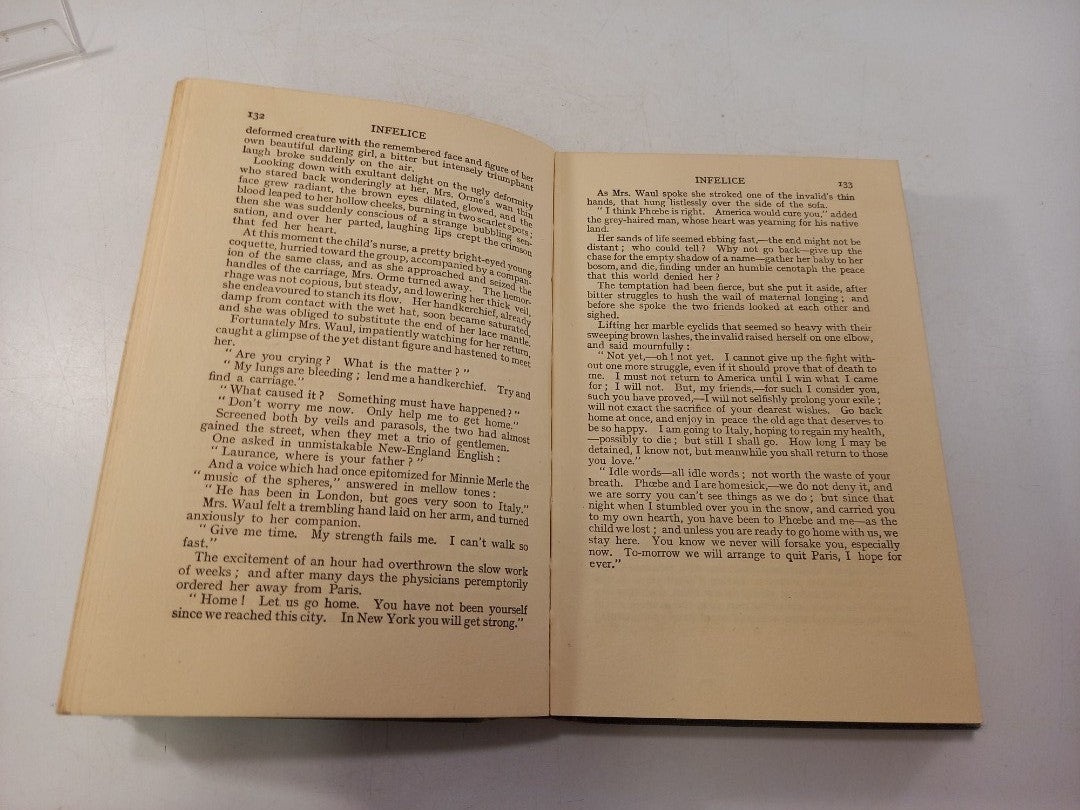 132
INFELICE
deformed creature with the remembered face and figure of her
own beautiful darling girl, a bitter but intensely triumphant
laugh broke suddenly on the air.
Looking down with exultant delight on the ugly deformity
who stared back wonderingly at her, Mrs. Orme's wan thin
face grew radiant, the brown eyes dilated, glowed, and the
blood leaped to her hollow cheeks, burning in two scarlet spots;
then she was suddenly conscious of a strange bubbling sen-
sation, and over her parted, laughing lips crept the crimson
that fed her heart.
At this moment the child's nurse, a pretty bright-eyed young
coquette, hurried toward the group, accompanied by a compan-
ion of the same class, and as she approached and seized the
handles of the carriage, Mrs. Orme turned away. The hemor-
rhage was not copious, but steady, and lowering her thick veil,
she endeavoured to stanch its flow. Her handkerchief, already
damp from contact with the wet hat, soon became saturated,
and she was obliged to substitute the end of her lace mantle.
Fortunately Mrs. Waul, impatiently watching for her return,
caught a glimpse of the yet distant figure and hastened to meet
her.
" Are you crying? What is the matter?"
" My lungs are bleeding; lend me a handkerchief. Try and
find a carriage."
" What caused it? Something must have happened?"
" Don't worry me now. Only help me to get home."
Screened both by veils and parasols, the two had almost
gained the street, when they met a trio of gentlemen.
One asked in unmistakable New-England English:
" Laurance, where is your father?"
And a voice which had once epitomized for Minnie Merle the
" music of the spheres," answered in mellow tones:
" He has been in London, but goes very soon to Italy."
Mrs. Waul felt a trembling hand laid on her arm, and turned
anxiously to her companion.
" Give me time. My strength fails me. I can't walk so
fast."
The excitement of an hour had overthrown the slow work
of weeks; and after many days the physicians peremptorily
ordered her away from Paris.
" Home! Let us go home. You have not been yourself
since we reached this city. In New York you will get strong."
INFELICE
133
As Mrs. Waul spoke she stroked one of the invalid's thin
hands, that hung listlessly over the side of the sofa.
" I think Phœbe is right. America would cure you," added
the grey-haired man, whose heart was yearning for his native
land.
Her sands of life seemed ebbing fast,—the end might not be
distant; who could tell? Why not go back—give up the
chase for the empty shadow of a name—gather her baby to her
bosom, and die, finding under an humble cenotaph the peace
that this world denied her?
The temptation had been fierce, but she put it aside, after
bitter struggles to hush the wail of maternal longing; and
before she spoke the two friends looked at each other and
sighed.
Lifting her marble eyelids that seemed so heavy with their
sweeping brown lashes, the invalid raised herself on one elbow,
and said mournfully:
" Not yet,—oh! not yet. I cannot give up the fight with-
out one more struggle, even if it should prove that of death to
me. I must not return to America until I win what I came
for; I will not. But, my friends,—for such I consider you,
such you have proved,—I will not selfishly prolong your exile;
will not exact the sacrifice of your dearest wishes. Go back
home at once, and enjoy in peace the old age that deserves to
be so happy. I am going to Italy, hoping to regain my health,
—possibly to die; but still I shall go. How long I may be
detained, I know not, but meanwhile you shall return to those
you love."
" Idle words—all idle words; not worth the waste of your
breath. Phœbe and I are homesick,—we do not deny it, and
we are sorry you can't see things as we do; but since that
night when I stumbled over you in the snow, and carried you
to my own hearth, you have been to Phœbe and me—as the
child we lost; and unless you are ready to go home with us, we
stay here. You know we never will forsake you, especially
now. To-morrow we will arrange to quit Paris, I hope for
ever."